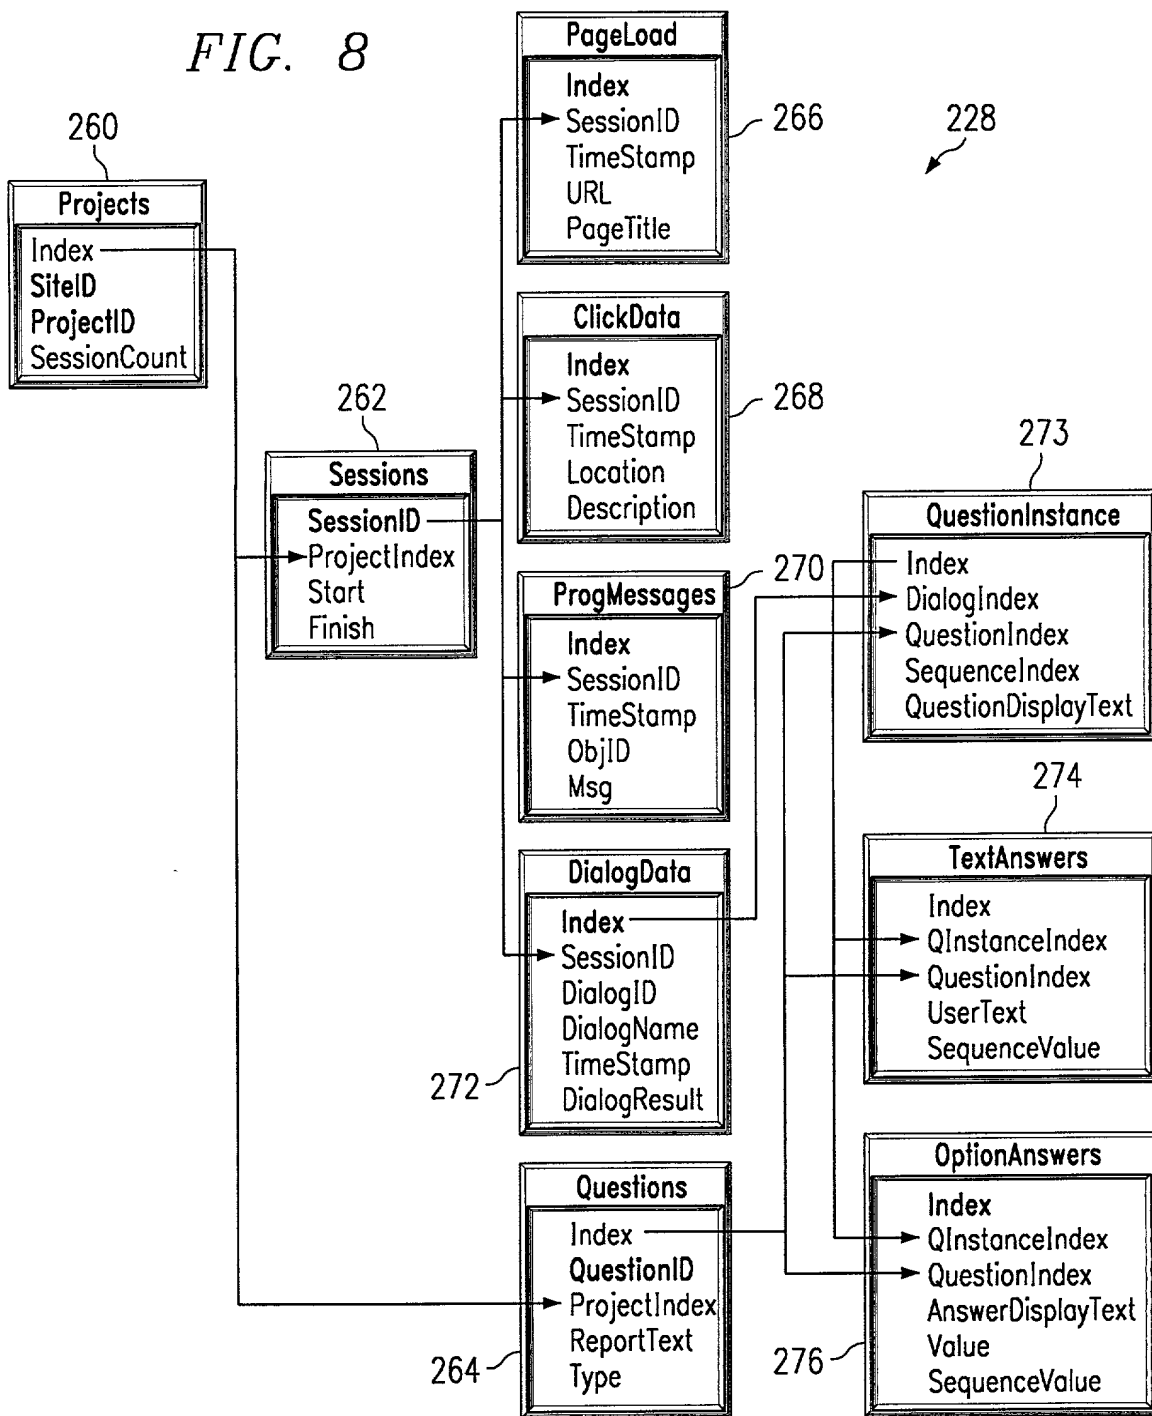 FIG. 8
228
260
Projects
Index
SiteID
ProjectID
SessionCount
262
Sessions
SessionID
ProjectIndex
Start
Finish
PageLoad
Index
SessionID
TimeStamp
URL
PageTitle
266
ClickData
Index
SessionID
TimeStamp
Location
Description
268
270
ProgMessages
Index
SessionID
TimeStamp
ObjID
Msg
DialogData
Index
SessionID
DialogID
DialogName
TimeStamp
DialogResult
272
Questions
Index
QuestionID
ProjectIndex
ReportText
Type
264
273
QuestionInstance
Index
DialogIndex
QuestionIndex
SequenceIndex
QuestionDisplayText
274
TextAnswers
Index
QInstanceIndex
QuestionIndex
UserText
SequenceValue
OptionAnswers
Index
QInstanceIndex
QuestionIndex
AnswerDisplayText
Value
SequenceValue
276